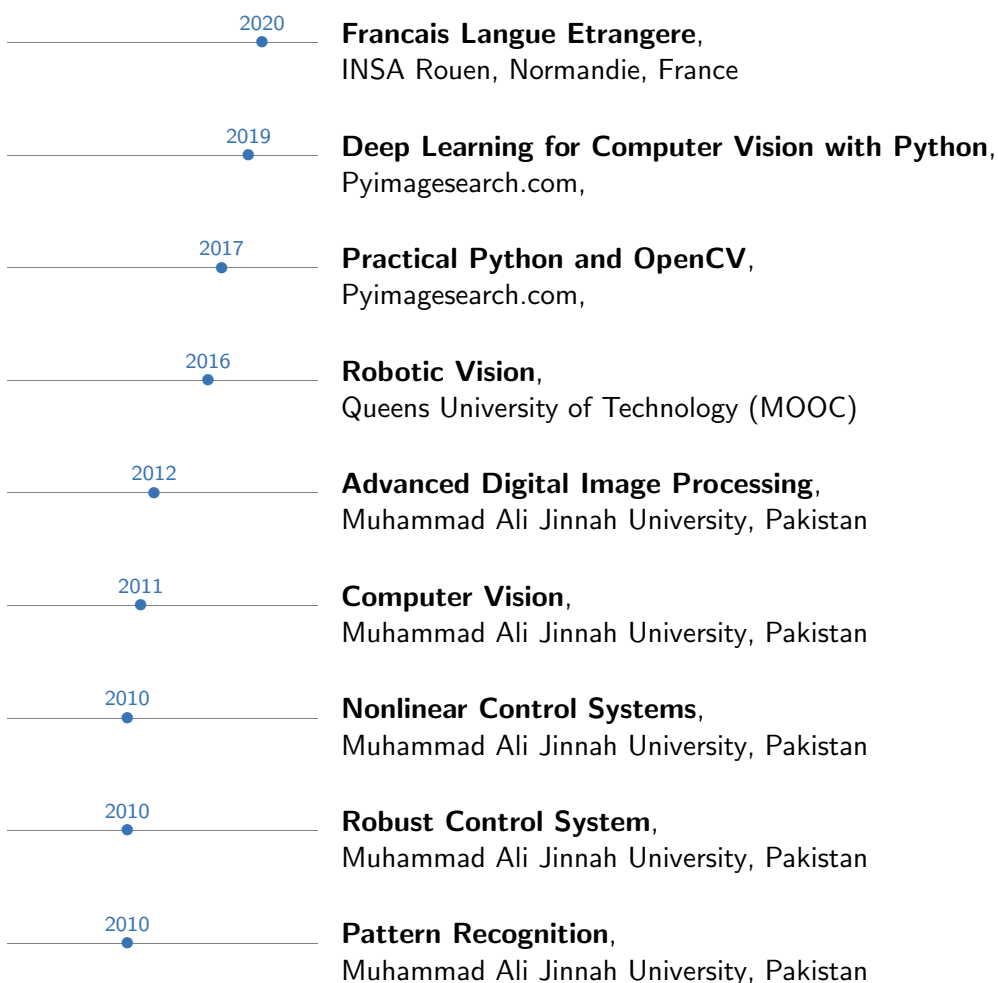 2020
Francais Langue Etrangere,
INSA Rouen, Normandie, France
2019
Deep Learning for Computer Vision with Python,
Pyimagesearch.com,
2017
Practical Python and OpenCV,
Pyimagesearch.com,
2016
Robotic Vision,
Queens University of Technology (MOOC)
2012
Advanced Digital Image Processing,
Muhammad Ali Jinnah University, Pakistan
2011
Computer Vision,
Muhammad Ali Jinnah University, Pakistan
2010
Nonlinear Control Systems,
Muhammad Ali Jinnah University, Pakistan
2010
Robust Control System,
Muhammad Ali Jinnah University, Pakistan
2010
Pattern Recognition,
Muhammad Ali Jinnah University, Pakistan